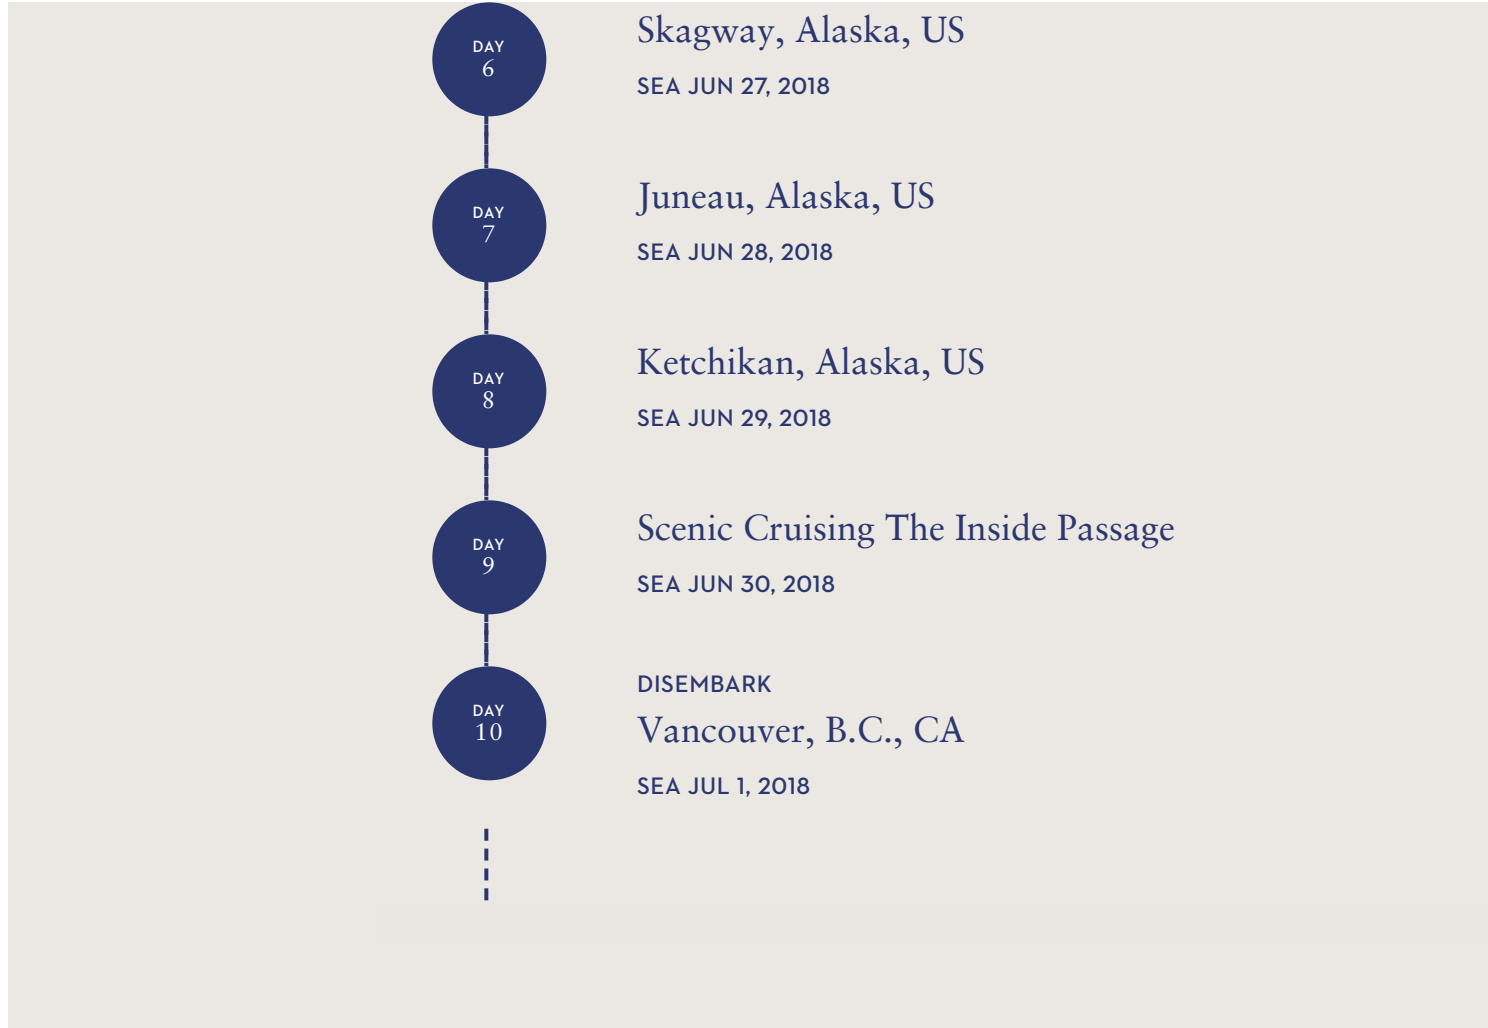 DAY
6
Skagway, Alaska, US
SEA JUN 27, 2018
DAY
7
Juneau, Alaska, US
SEA JUN 28, 2018
DAY
8
Ketchikan, Alaska, US
SEA JUN 29, 2018
DAY
9
Scenic Cruising The Inside Passage
SEA JUN 30, 2018
DAY
10
DISEMBARK
Vancouver, B.C., CA
SEA JUL 1, 2018